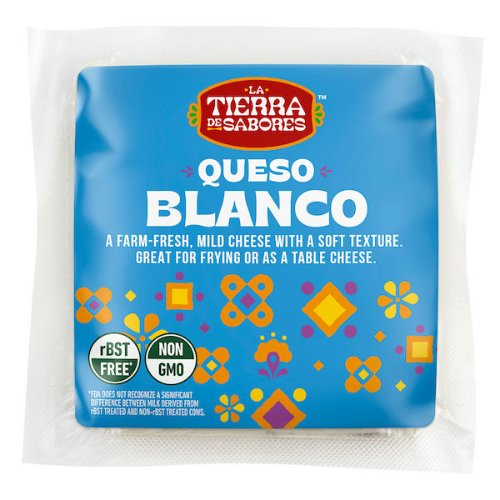 LA
TIERRA
DE SABORES™
QUESO
BLANCO
A FARM-FRESH, MILD CHEESE WITH A SOFT TEXTURE.
GREAT FOR FRYING OR AS A TABLE CHEESE.
rBST
FREE*
NON
GMO
*FDA DOES NOT RECOGNIZE A SIGNIFICANT
DIFFERENCE BETWEEN MILK DERIVED FROM
rBST TREATED AND NON-rBST TREATED COWS.